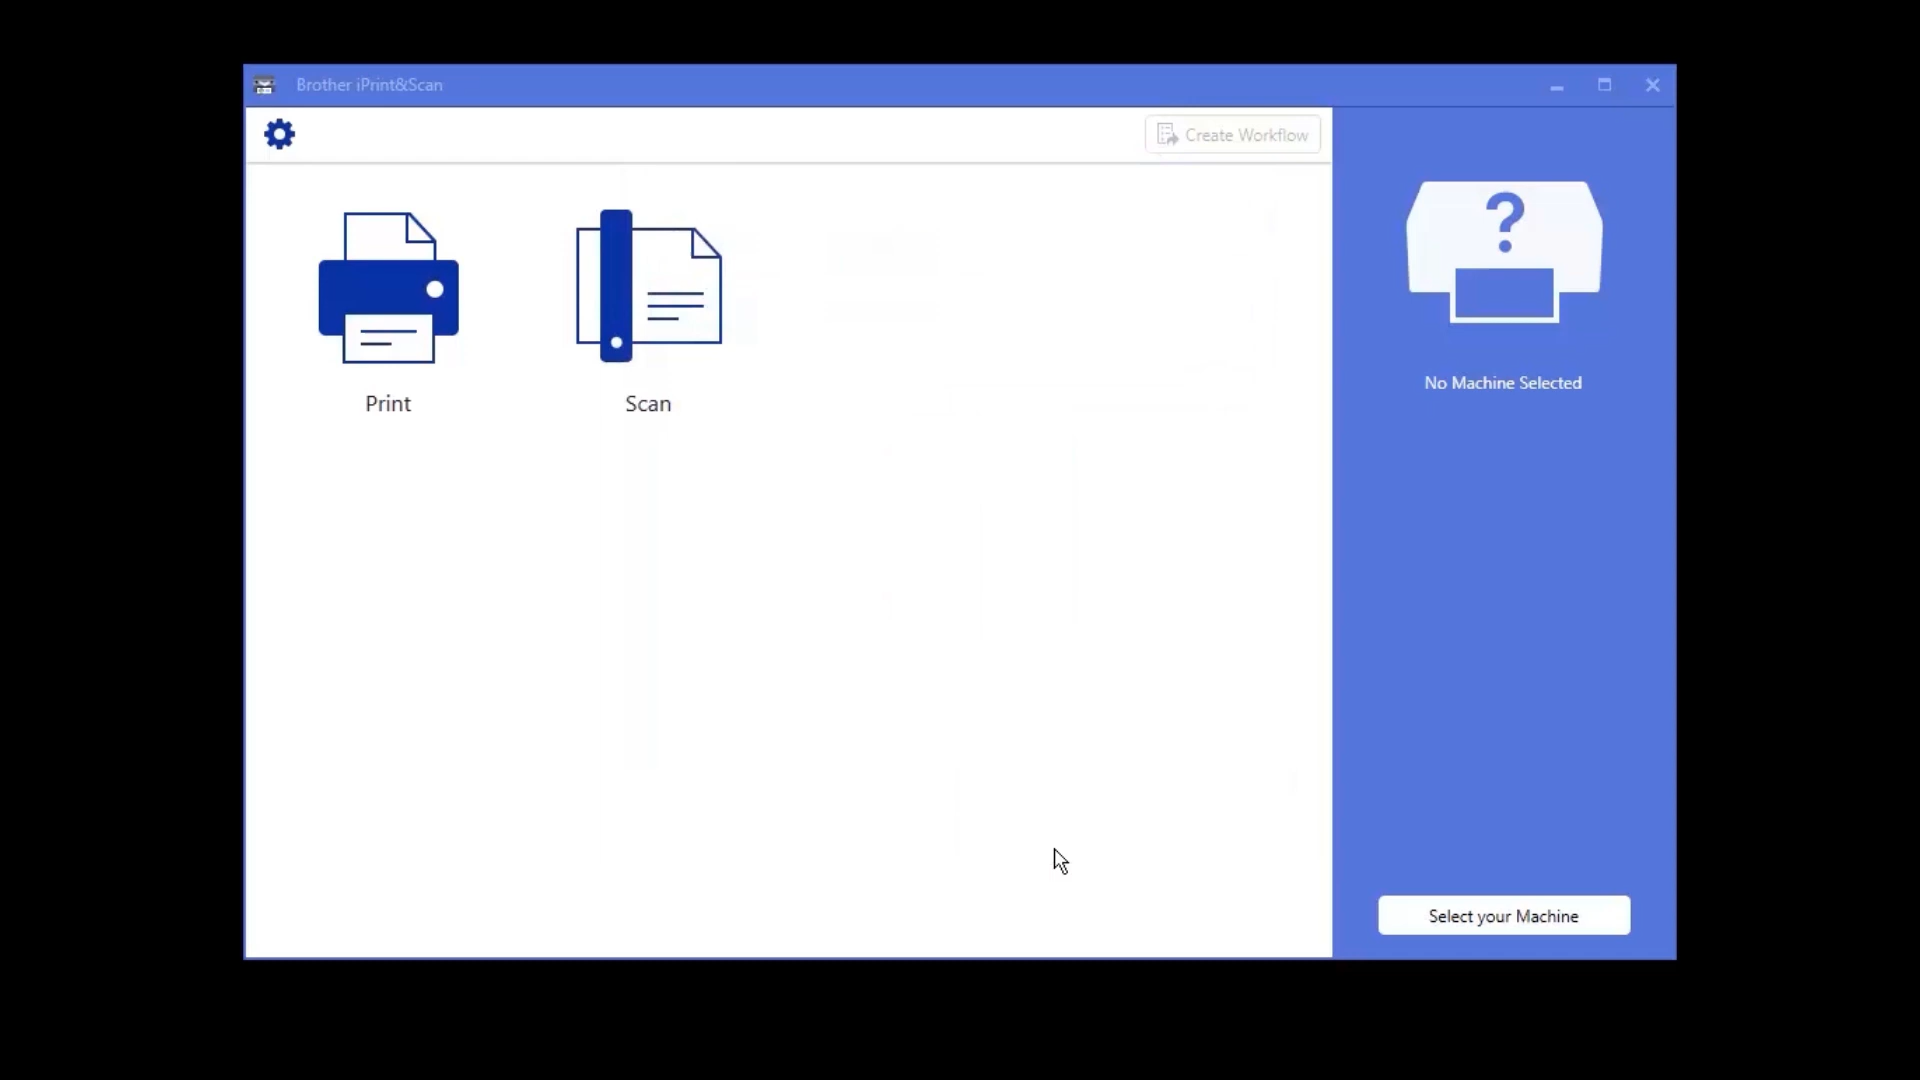 Brother iPrint&Scan
Create Workflow
?
Print
Scan
No Machine Selected
Select your Machine